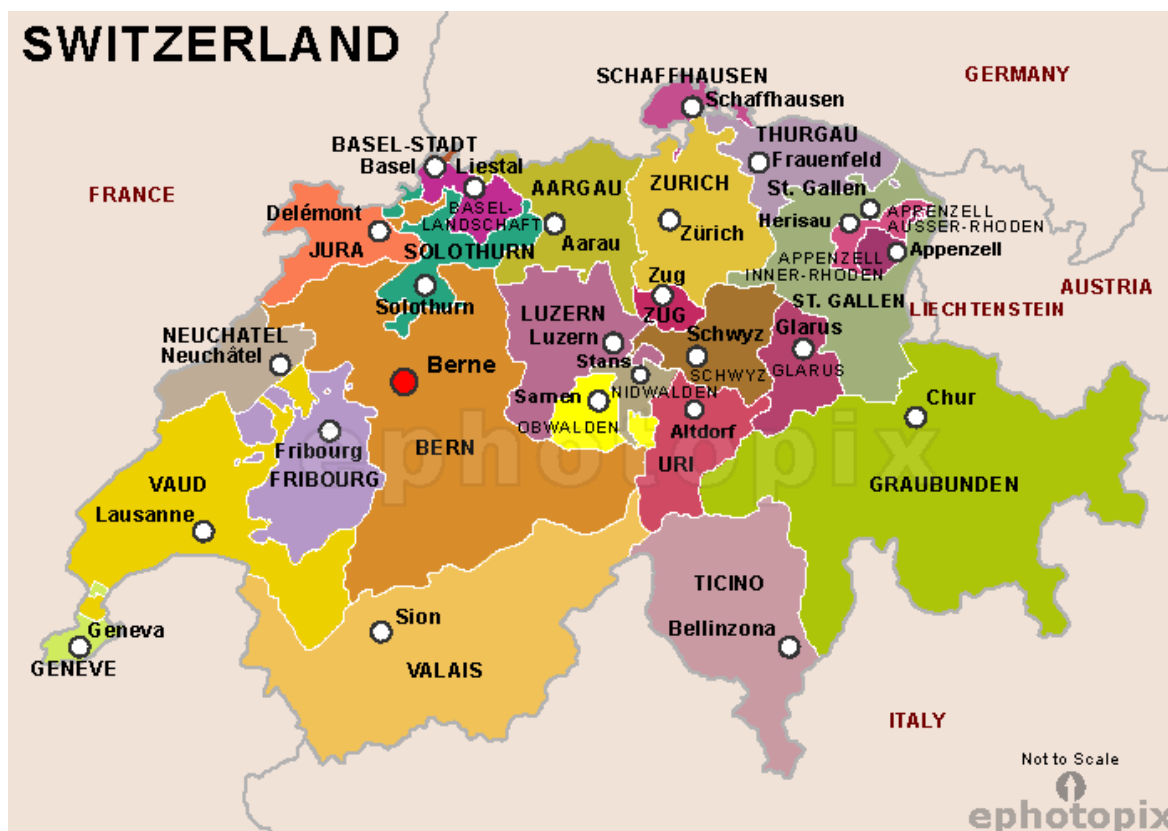 SWITZERLAND
GERMANY
SCHAFFHAUSEN
Schaffhausen
THURGAU
Frauenfeld
BASEL-STADT
Basel
Liestal
FRANCE
AARGAU
ZURICH
St. Gallen
BASEL-
LANDSCHAFT
Delémont
JURA
SOLOTHURN
Aarau
Zürich
Herisau
APPENZELL
AUSSER-RHODEN
Appenzell
APPENZELL
INNER-RHODEN
Zug
ZUG
AUSTRIA
ST. GALLEN
LIECHTENSTEIN
Solothurn
LUZERN
Luzern
NEUCHATEL
Neuchâtel
Schwyz
SCHWYZ
Glarus
GLARUS
Stans
NIDWALDEN
Berne
Sarnen
OBWALDEN
Chur
Altdorf
Fribourg
FRIBOURG
BERN
URI
ephotopix
GRAUBUNDEN
VAUD
Lausanne
TICINO
Bellinzona
Sion
VALAIS
Geneva
GENEVE
ITALY
Not to Scale
ephotopix